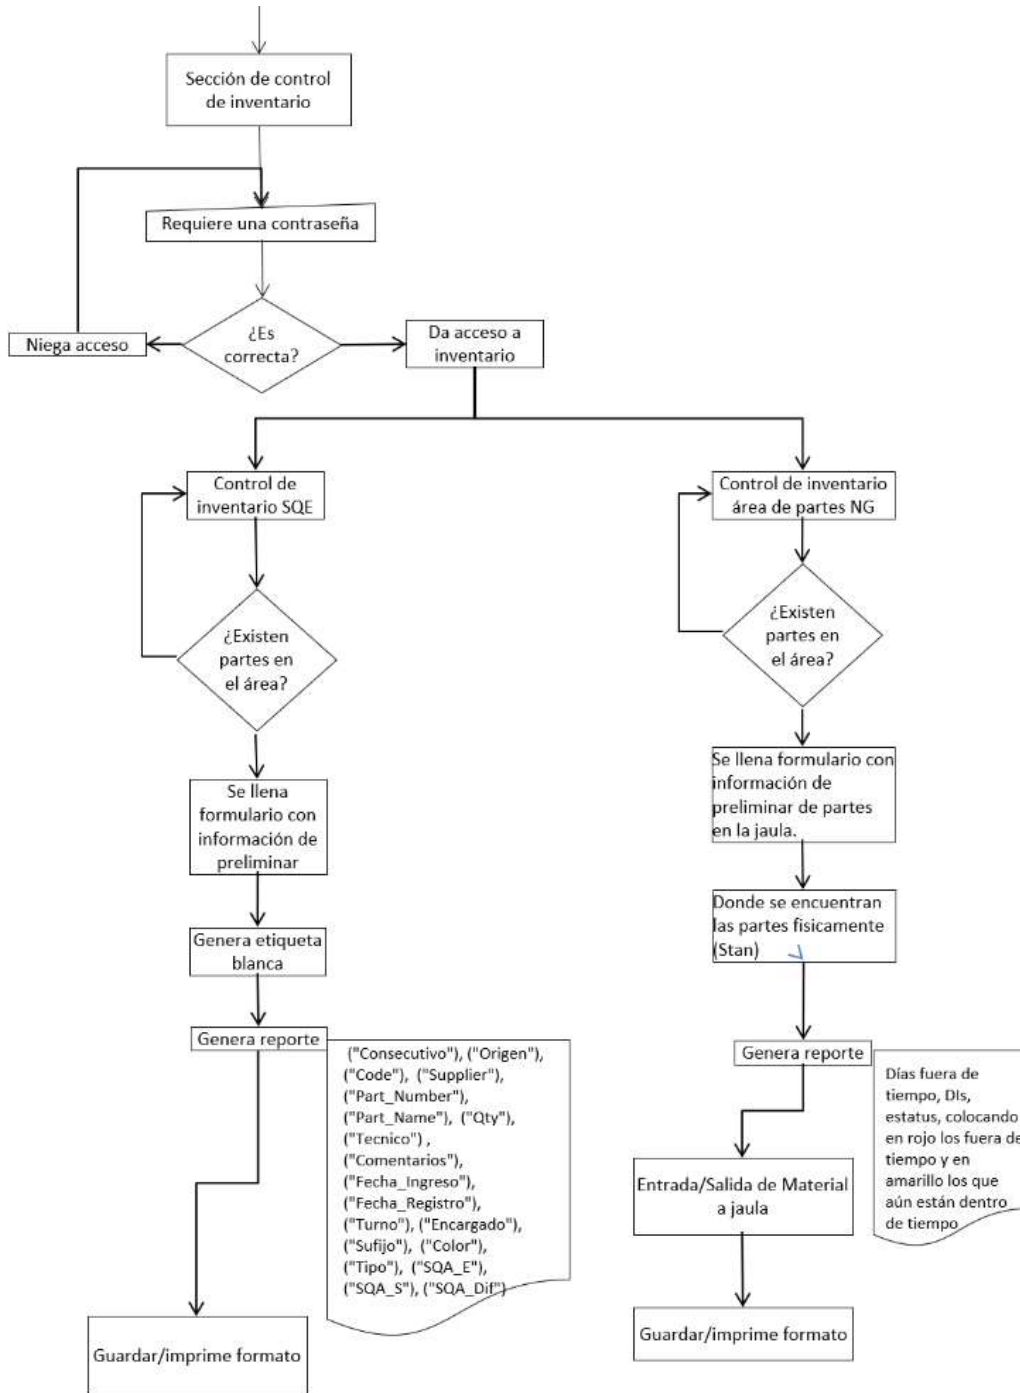 Sección de control
de inventario
Requiere una contraseña
¿Es
correcta?
Niega acceso
Da acceso a
inventario
Control de
inventario SQE
¿Existen
partes en
el área?
Se llena
formulario con
información de
preliminar
Genera etiqueta
blanca
Genera reporte
("Consecutivo"), ("Origen"),
("Code"), ("Supplier"),
("Part_Number"),
("Part_Name"), ("Qty"),
("Tecnico") ,
("Comentarios"),
("Fecha_Ingreso"),
("Fecha_Registro"),
("Turno"), ("Encargado"),
("Sufijo"), ("Color"),
("Tipo"), ("SQA_E"),
("SQA_S"), ("SQA_Dif")
Guardar/imprime formato
Control de inventario
área de partes NG
¿Existen
partes en
el área?
Se llena formulario con
información de
preliminar de partes
en la jaula.
Donde se encuentran
las partes fisicamente
(Stan)
Genera reporte
Días fuera de
tiempo, DIs,
estatus, colocando
en rojo los fuera de
tiempo y en
amarillo los que
aún están dentro
de tiempo
Entrada/Salida de Material
a jaula
Guardar/imprime formato